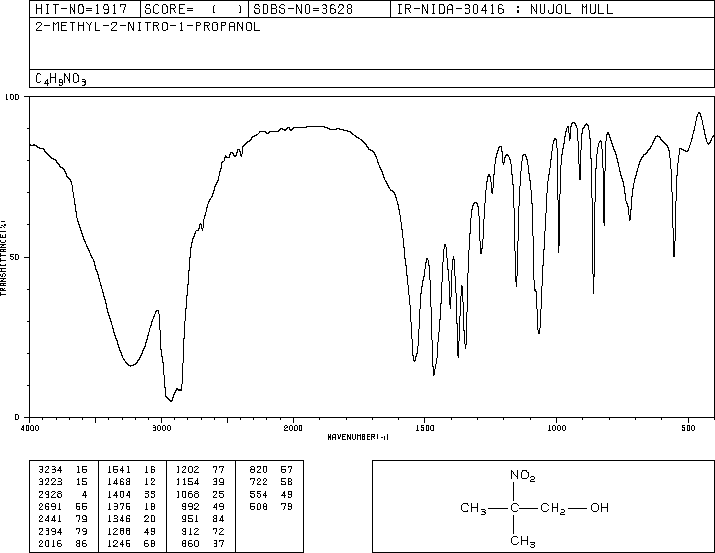 HIT-NO=1917 SCORE= ( ) SDBS-NO=3628 IR-NIDA-30416 : NUJOL MULL
2-METHYL-2-NITRO-1-PROPANOL
C4H9NO3
100
50
0
TRANSMITTANCE(%)
4000 3000 2000 1500 1000 500
WAVENUMBER(-1)
3234 15 1541 16 1202 77 820 57
3223 15 1468 12 1154 39 722 58
2928 4 1404 33 1068 25 554 49
2691 55 1376 18 992 49 508 79
2441 79 1346 20 951 84
2394 79 1288 49 912 72
2016 86 1246 68 860 37
NO2
CH3 C CH2 OH
CH3